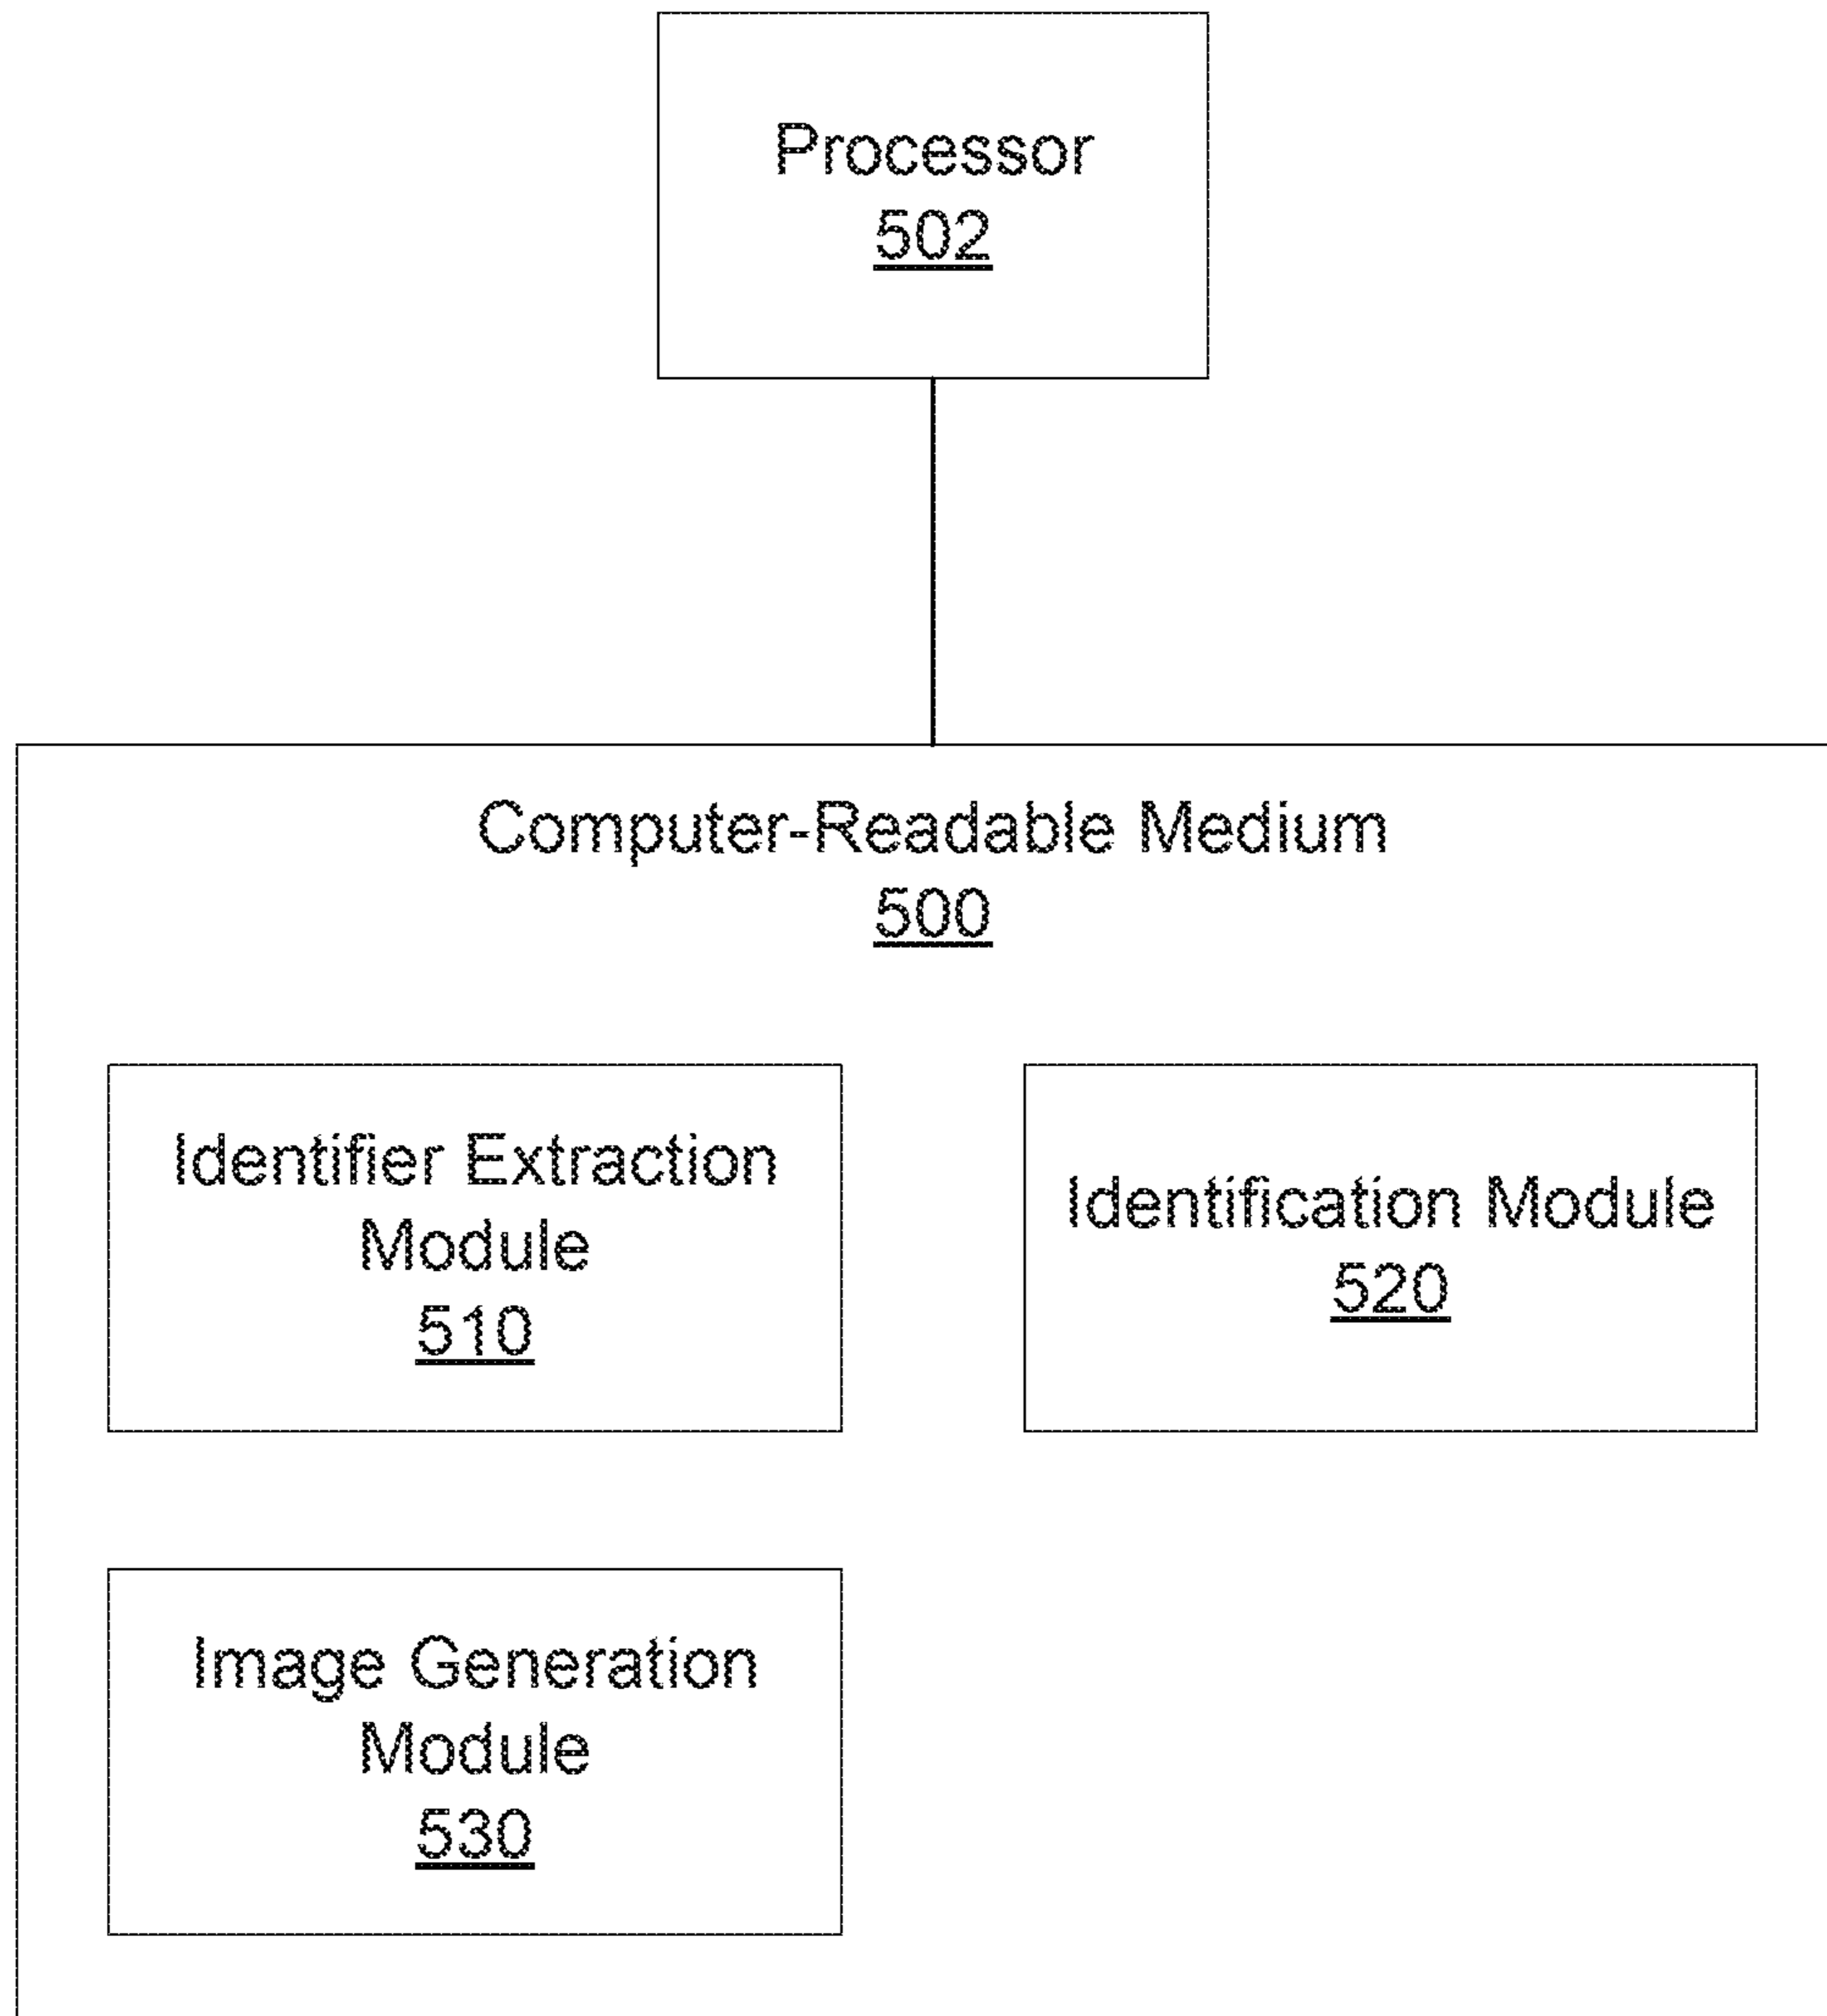 Processor
502
Computer-Readable Medium
500
Identifier Extraction
Module
510
Identification Module
520
Image Generation
Module
530